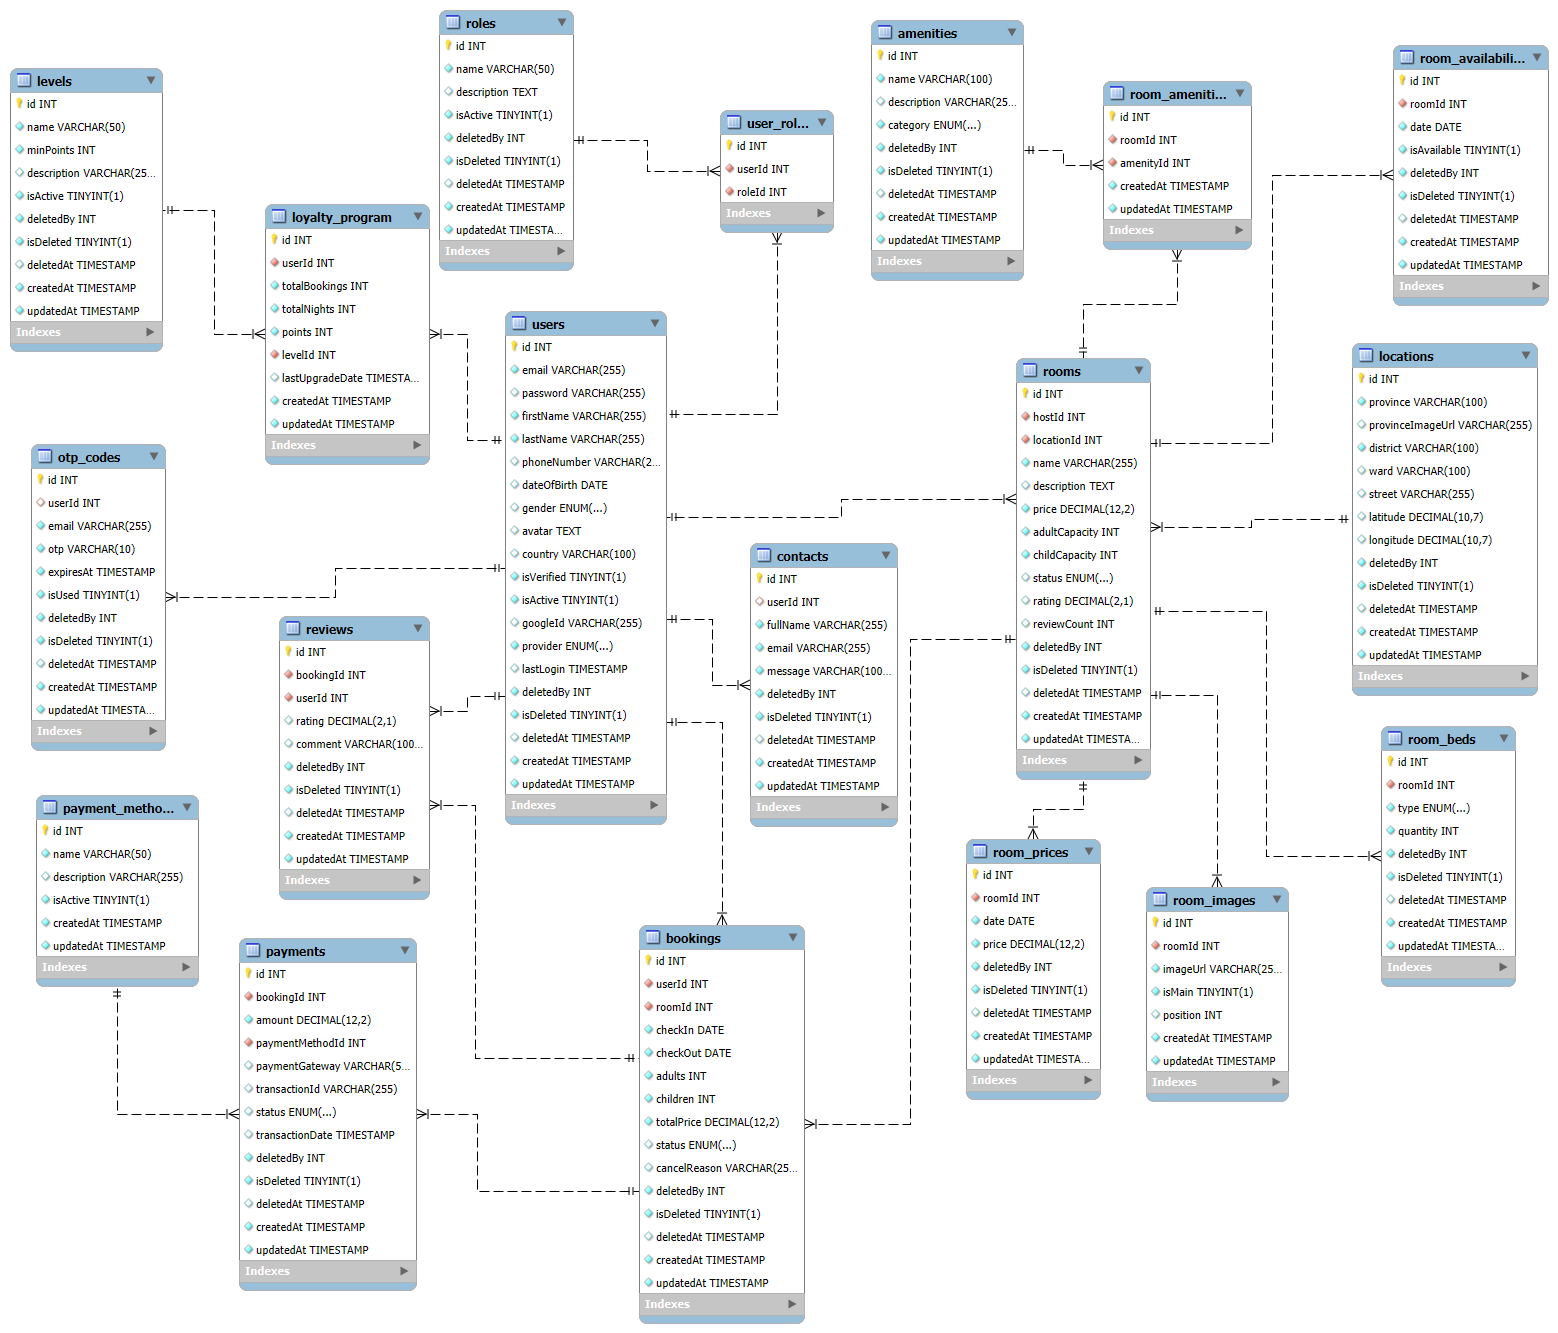 roles
id INT
name VARCHAR(50)
description TEXT
isActive TINYINT(1)
deletedBy INT
isDeleted TINYINT(1)
deletedAt TIMESTAMP
createdAt TIMESTAMP
updatedAt TIMESTA...
Indexes
amenities
id INT
name VARCHAR(100)
description VARCHAR(25...
category ENUM(...)
deletedBy INT
isDeleted TINYINT(1)
deletedAt TIMESTAMP
createdAt TIMESTAMP
updatedAt TIMESTAMP
Indexes
room_availabili...
id INT
roomId INT
date DATE
isAvailable TINYINT(1)
deletedBy INT
isDeleted TINYINT(1)
deletedAt TIMESTAMP
createdAt TIMESTAMP
updatedAt TIMESTAMP
Indexes
levels
id INT
name VARCHAR(50)
minPoints INT
description VARCHAR(25...
isActive TINYINT(1)
deletedBy INT
isDeleted TINYINT(1)
deletedAt TIMESTAMP
createdAt TIMESTAMP
updatedAt TIMESTAMP
Indexes
room_ameniti...
id INT
roomId INT
amenityId INT
createdAt TIMESTAMP
updatedAt TIMESTAMP
Indexes
user_rol...
id INT
userId INT
roleId INT
Indexes
loyalty_program
id INT
userId INT
totalBookings INT
totalNights INT
points INT
levelId INT
lastUpgradeDate TIMESTA...
createdAt TIMESTAMP
updatedAt TIMESTAMP
Indexes
users
id INT
email VARCHAR(255)
password VARCHAR(255)
firstName VARCHAR(255)
lastName VARCHAR(255)
phoneNumber VARCHAR(2...
dateOfBirth DATE
gender ENUM(...)
avatar TEXT
country VARCHAR(100)
isVerified TINYINT(1)
isActive TINYINT(1)
googleId VARCHAR(255)
provider ENUM(...)
lastLogin TIMESTAMP
deletedBy INT
isDeleted TINYINT(1)
deletedAt TIMESTAMP
createdAt TIMESTAMP
updatedAt TIMESTAMP
Indexes
rooms
id INT
hostId INT
locationId INT
name VARCHAR(255)
description TEXT
price DECIMAL(12,2)
adultCapacity INT
childCapacity INT
status ENUM(...)
rating DECIMAL(2,1)
reviewCount INT
deletedBy INT
isDeleted TINYINT(1)
deletedAt TIMESTAMP
createdAt TIMESTAMP
updatedAt TIMESTA...
Indexes
locations
id INT
province VARCHAR(100)
provinceImageUrl VARCHAR(255)
district VARCHAR(100)
ward VARCHAR(100)
street VARCHAR(255)
latitude DECIMAL(10,7)
longitude DECIMAL(10,7)
deletedBy INT
isDeleted TINYINT(1)
deletedAt TIMESTAMP
createdAt TIMESTAMP
updatedAt TIMESTAMP
Indexes
otp_codes
id INT
userId INT
email VARCHAR(255)
otp VARCHAR(10)
expiresAt TIMESTAMP
isUsed TINYINT(1)
deletedBy INT
isDeleted TINYINT(1)
deletedAt TIMESTAMP
createdAt TIMESTAMP
updatedAt TIMESTA...
Indexes
contacts
id INT
userId INT
fullName VARCHAR(255)
email VARCHAR(255)
message VARCHAR(100...
deletedBy INT
isDeleted TINYINT(1)
deletedAt TIMESTAMP
createdAt TIMESTAMP
updatedAt TIMESTAMP
Indexes
reviews
id INT
bookingId INT
userId INT
rating DECIMAL(2,1)
comment VARCHAR(100...
deletedBy INT
isDeleted TINYINT(1)
deletedAt TIMESTAMP
createdAt TIMESTAMP
updatedAt TIMESTAMP
Indexes
room_beds
id INT
roomId INT
type ENUM(...)
quantity INT
deletedBy INT
isDeleted TINYINT(1)
deletedAt TIMESTAMP
createdAt TIMESTAMP
updatedAt TIMESTA...
Indexes
payment_metho...
id INT
name VARCHAR(50)
description VARCHAR(255)
isActive TINYINT(1)
createdAt TIMESTAMP
updatedAt TIMESTAMP
Indexes
room_prices
id INT
roomId INT
date DATE
price DECIMAL(12,2)
deletedBy INT
isDeleted TINYINT(1)
deletedAt TIMESTAMP
createdAt TIMESTAMP
updatedAt TIMESTA...
Indexes
room_images
id INT
roomId INT
imageUrl VARCHAR(25...
isMain TINYINT(1)
position INT
createdAt TIMESTAMP
updatedAt TIMESTAMP
Indexes
payments
id INT
bookingId INT
amount DECIMAL(12,2)
paymentMethodId INT
paymentGateway VARCHAR(5...
transactionId VARCHAR(255)
status ENUM(...)
transactionDate TIMESTAMP
deletedBy INT
isDeleted TINYINT(1)
deletedAt TIMESTAMP
createdAt TIMESTAMP
updatedAt TIMESTAMP
Indexes
bookings
id INT
userId INT
roomId INT
checkIn DATE
checkOut DATE
adults INT
children INT
totalPrice DECIMAL(12,2)
status ENUM(...)
cancelReason VARCHAR(25...
deletedBy INT
isDeleted TINYINT(1)
deletedAt TIMESTAMP
createdAt TIMESTAMP
updatedAt TIMESTAMP
Indexes